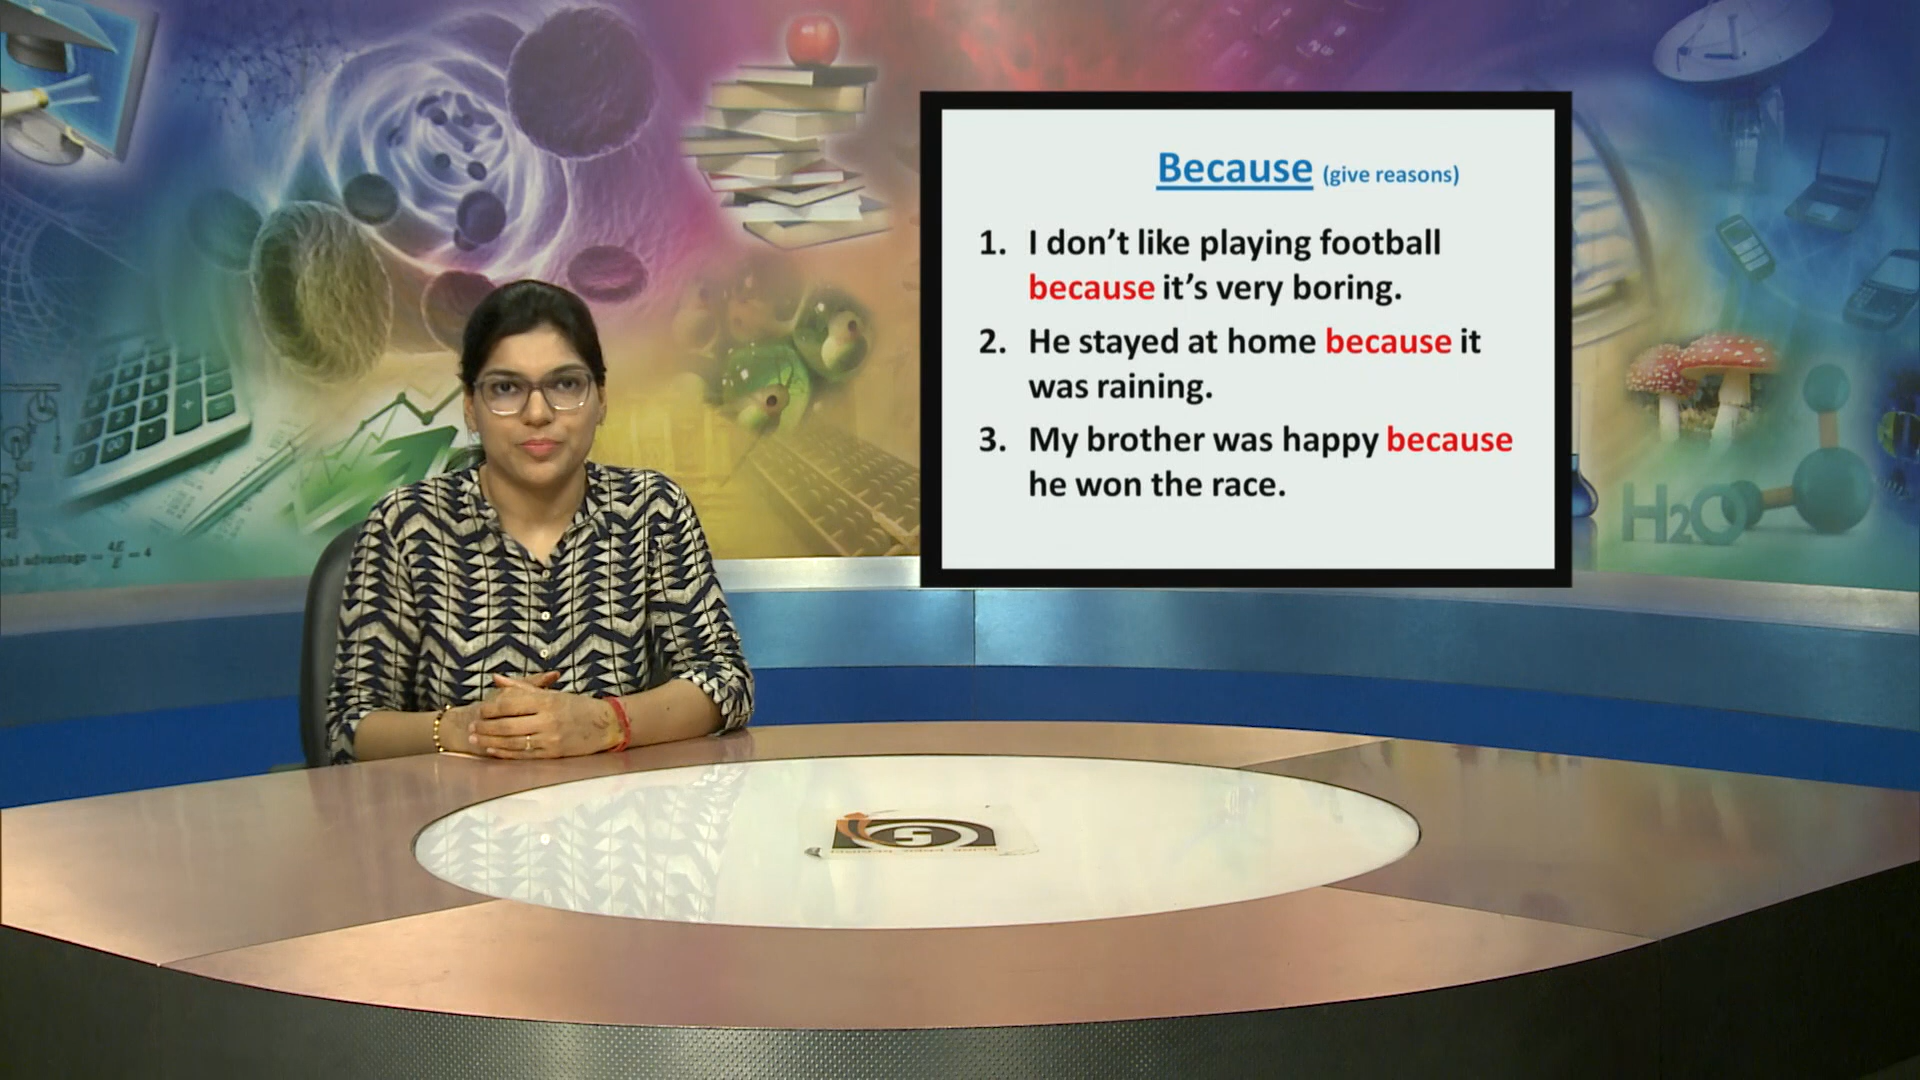 Because (give reasons)
1. I don’t like playing football
because it’s very boring.
2. He stayed at home because it
was raining.
3. My brother was happy because
he won the race.
H2O